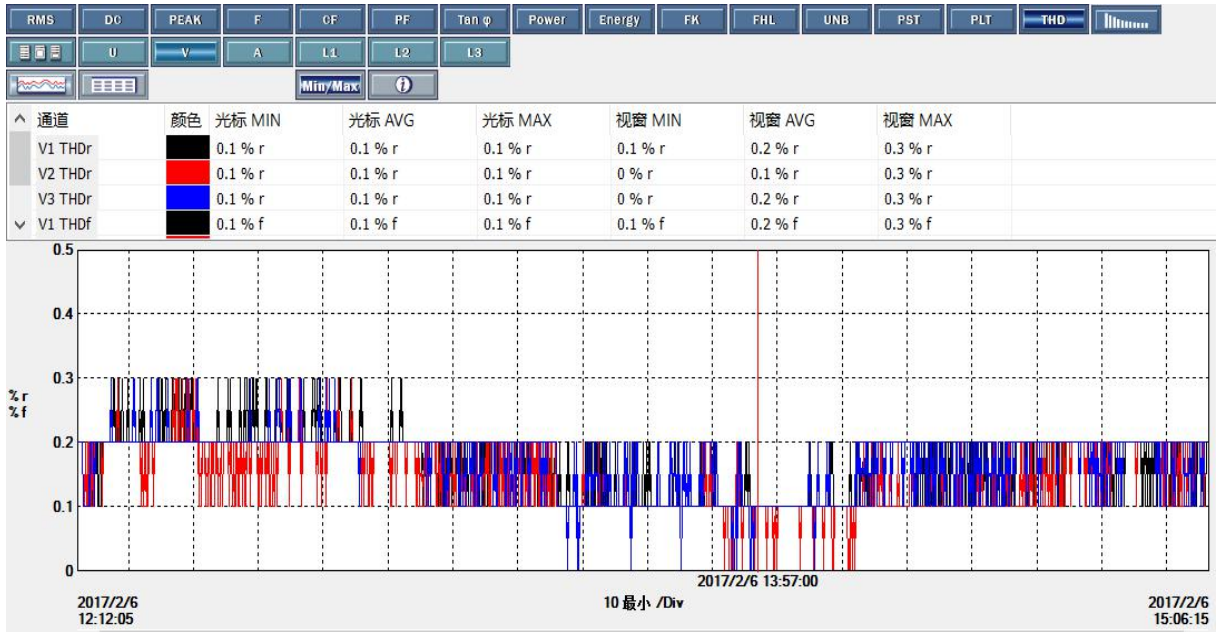 RMS DC PEAK F CF PF Tan φ Power Energy FK FHL UNB PST PLT THD
U V A L1 L2 L3
Min/Max i
通道 颜色 光标 MIN 光标 AVG 光标 MAX 视窗 MIN 视窗 AVG 视窗 MAX
V1 THDr 0.1 % r 0.1 % r 0.1 % r 0.1 % r 0.2 % r 0.3 % r
V2 THDr 0.1 % r 0.1 % r 0.1 % r 0 % r 0.1 % r 0.3 % r
V3 THDr 0.1 % r 0.1 % r 0.1 % r 0 % r 0.2 % r 0.3 % r
V1 THDf 0.1 % f 0.1 % f 0.1 % f 0.1 % f 0.2 % f 0.3 % f
0.5
0.4
0.3
% r
% f
0.2
0.1
0
2017/2/6 13:57:00
2017/2/6 10 最小 /Div 2017/2/6
12:12:05 15:06:15